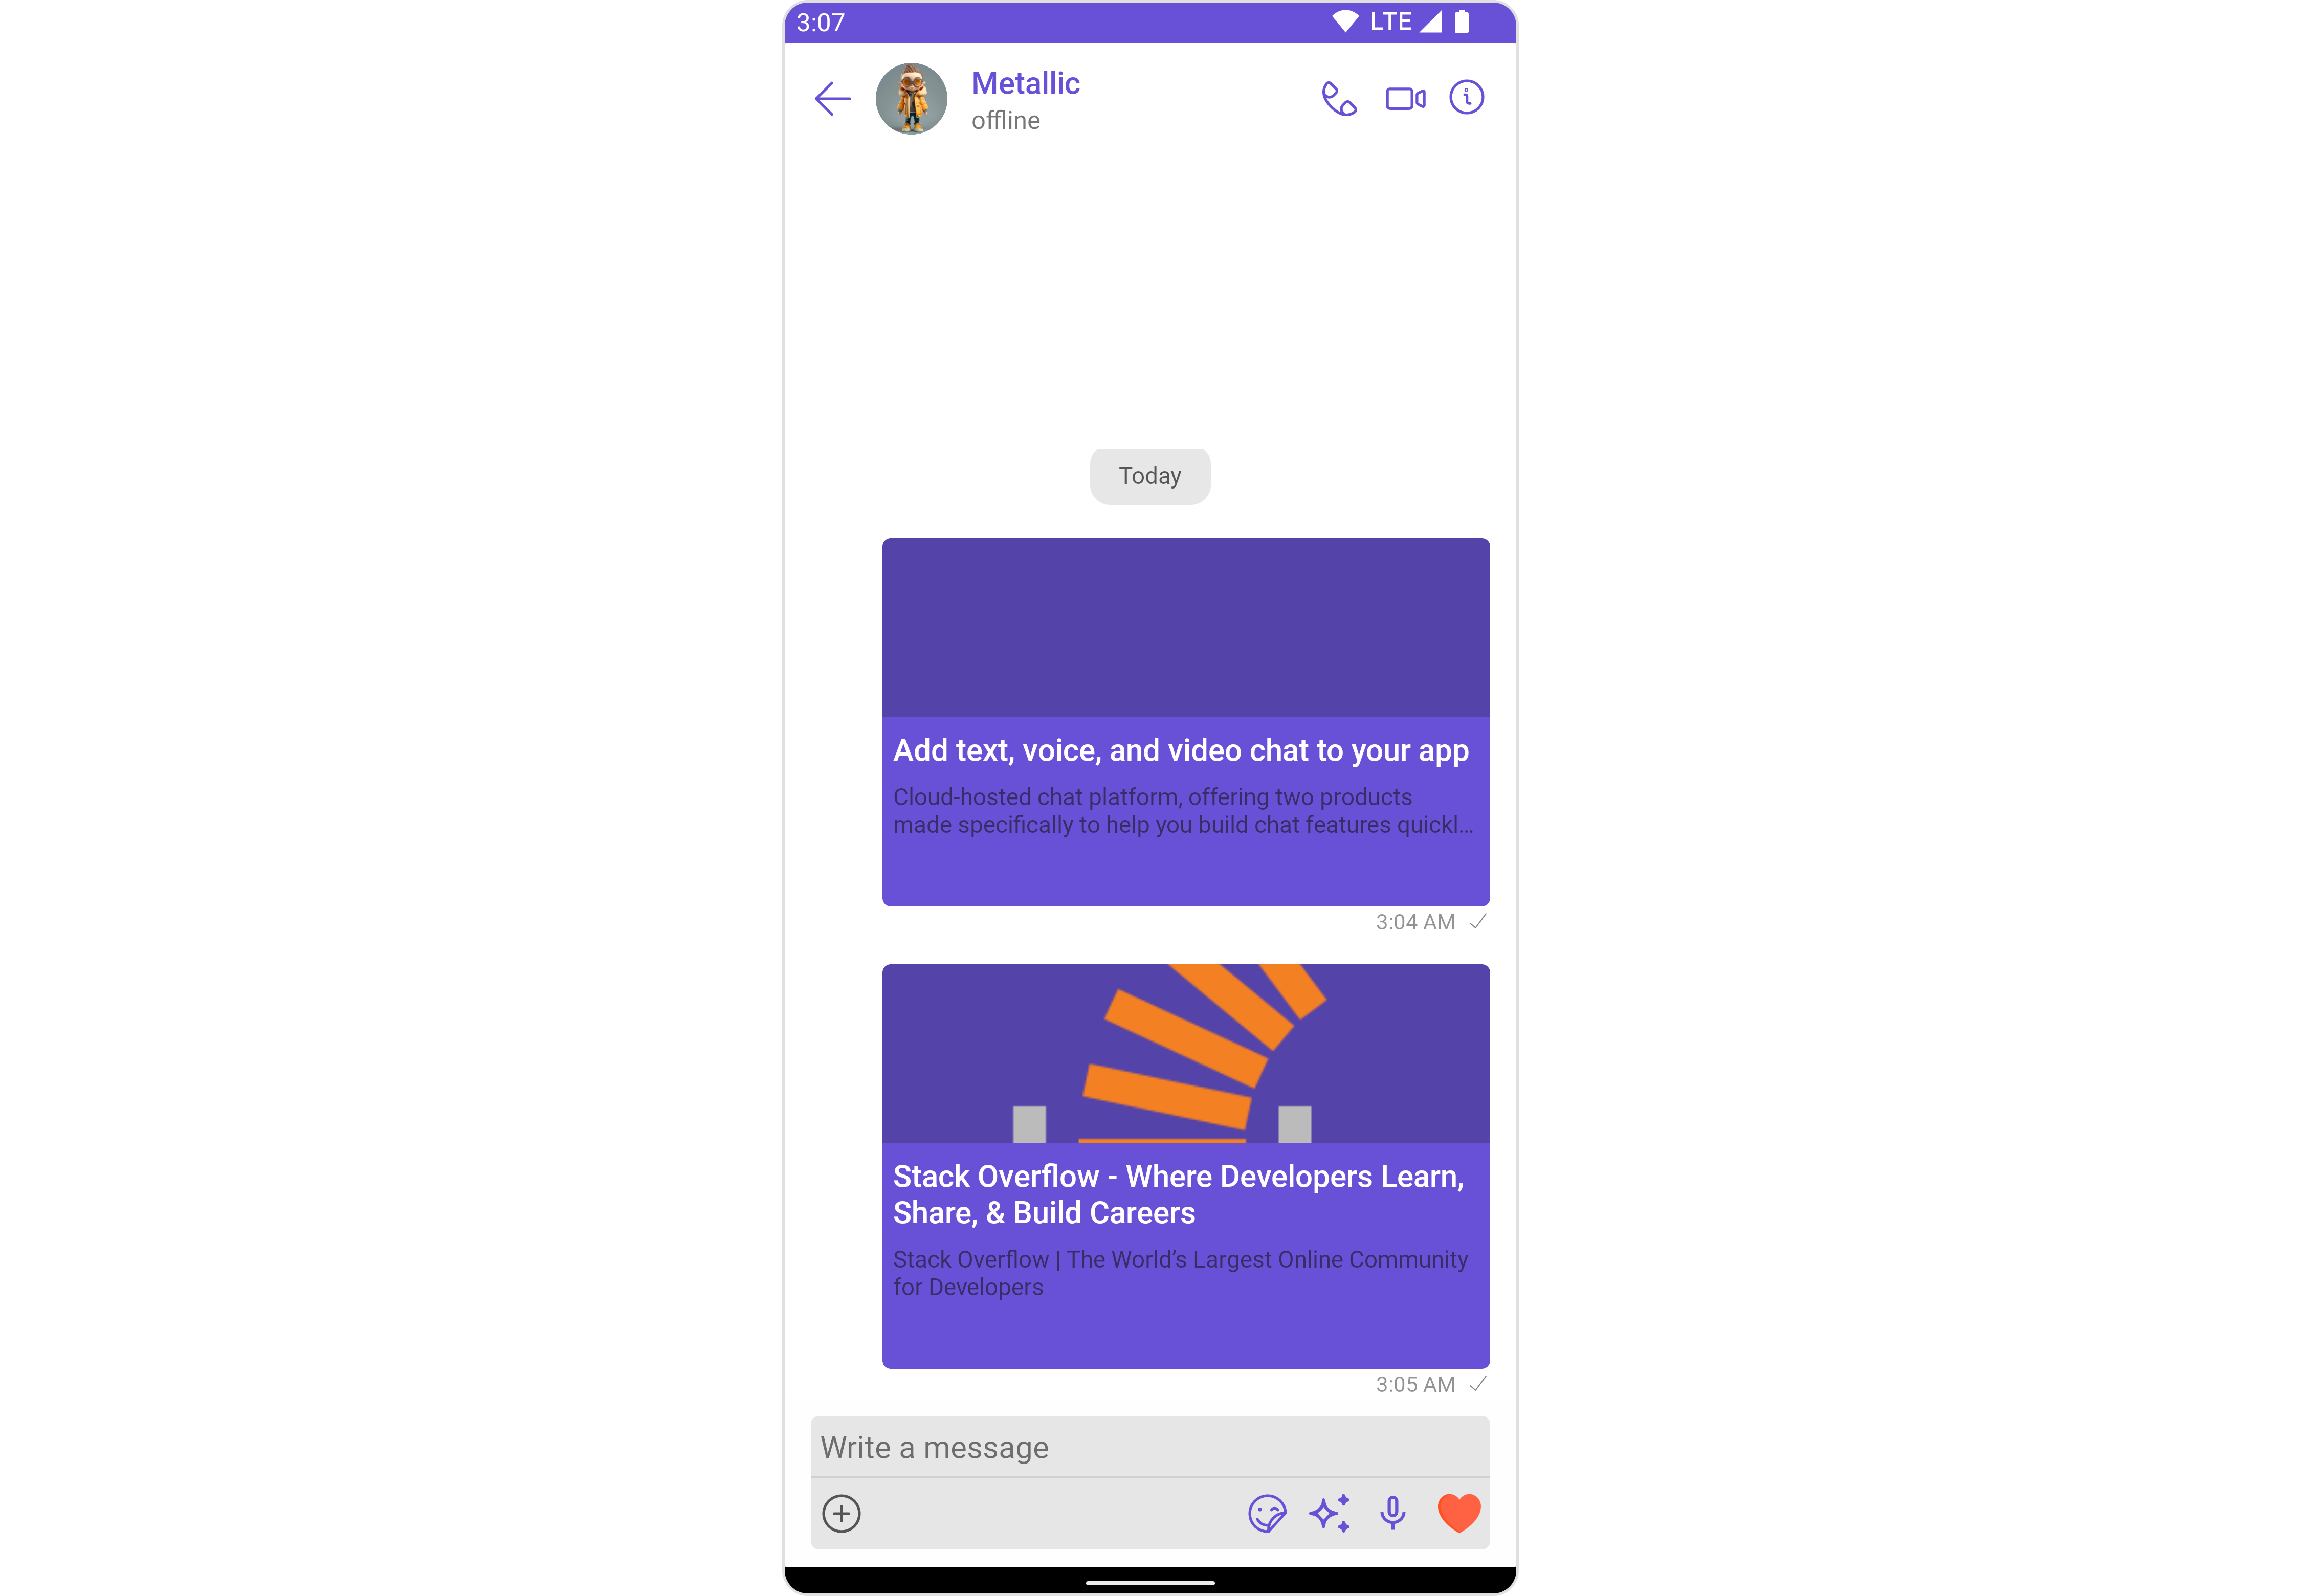 3:07 LTE
Metallic
offline
Today
Add text, voice, and video chat to your app
Cloud-hosted chat platform, offering two products
made specifically to help you build chat features quickl...
3:04 AM
Stack Overflow - Where Developers Learn,
Share, & Build Careers
Stack Overflow | The World’s Largest Online Community
for Developers
3:05 AM
Write a message